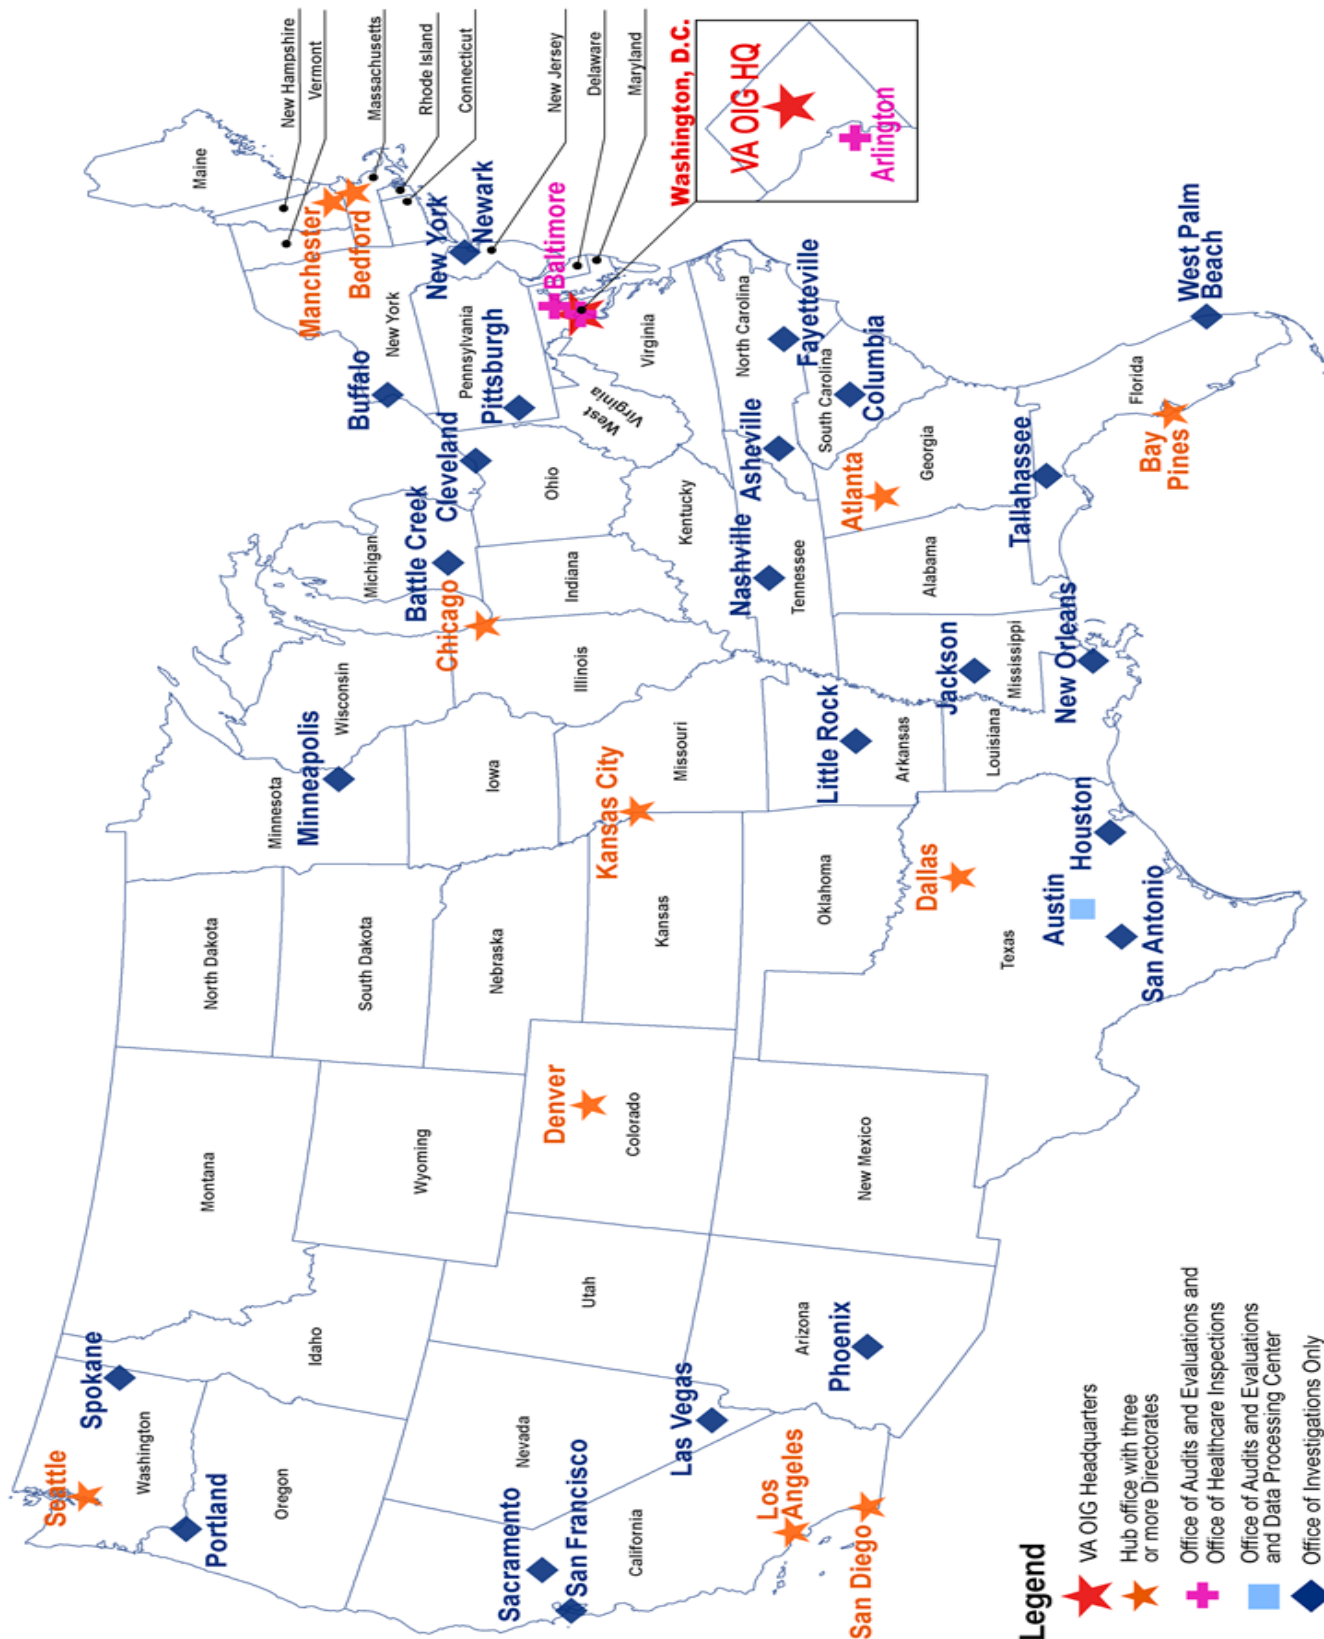 Seattle
Spokane
Washington
Portland
Oregon
Idaho
Montana
Wyoming
North Dakota
South Dakota
Nebraska
Minnesota
Minneapolis
Wisconsin
Iowa
Michigan
Battle Creek
Chicago
Illinois
Indiana
Ohio
Cleveland
Buffalo
New York
Pennsylvania
Pittsburgh
Manchester
Bedford
Maine
New Hampshire
Vermont
Massachusetts
Rhode Island
Connecticut
New Jersey
Delaware
Maryland
New York
Newark
Baltimore
Washington, D.C.
VA OIG HQ
Arlington
Sacramento
San Francisco
California
Nevada
Las Vegas
Utah
Denver
Colorado
Kansas
Kansas City
Missouri
Kentucky
West
Virginia
Virginia
North Carolina
Fayetteville
Asheville
Nashville
Tennessee
South Carolina
Columbia
Los
Angeles
San Diego
Arizona
Phoenix
New Mexico
Oklahoma
Dallas
Texas
Austin
San Antonio
Houston
Little Rock
Arkansas
Louisiana
Jackson
Mississippi
New Orleans
Alabama
Atlanta
Georgia
Tallahassee
Florida
Bay
Pines
West Palm
Beach
Legend
VA OIG Headquarters
Hub office with three
or more Directorates
Office of Audits and Evaluations and
Office of Healthcare Inspections
Office of Audits and Evaluations
and Data Processing Center
Office of Investigations Only